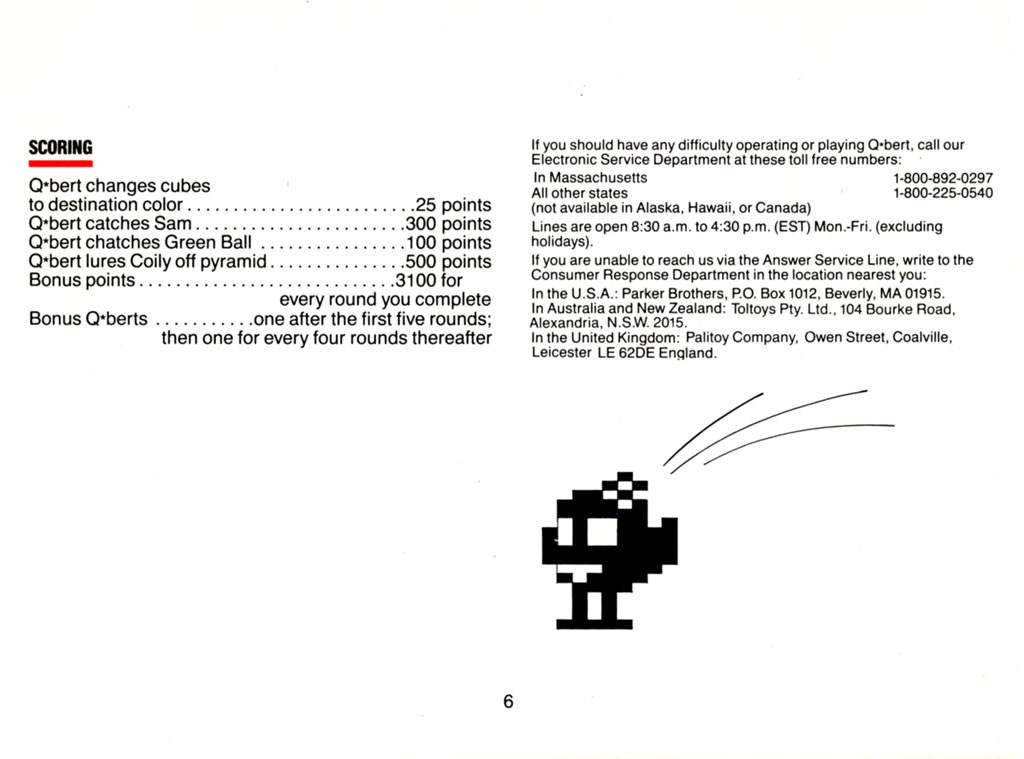 SCORING
Q*bert changes cubes
to destination color.........................25 points
Q*bert catches Sam.......................300 points
Q*bert chatches Green Ball ................100 points
Q*bert lures Coily off pyramid...............500 points
Bonus points............................3100 for
every round you complete
Bonus Q*berts ...........one after the first five rounds;
then one for every four rounds thereafter
If you should have any difficulty operating or playing Q*bert, call our
Electronic Service Department at these toll free numbers:
In Massachusetts 1-800-892-0297
All other states 1-800-225-0540
(not available in Alaska, Hawaii, or Canada)
Lines are open 8:30 a.m. to 4:30 p.m. (EST) Mon.-Fri. (excluding
holidays).
If you are unable to reach us via the Answer Service Line, write to the
Consumer Response Department in the location nearest you:
In the U.S.A.: Parker Brothers, P.O. Box 1012, Beverly, MA 01915.
In Australia and New Zealand: Toltoys Pty. Ltd., 104 Bourke Road,
Alexandria, N.S.W. 2015.
In the United Kingdom: Palitoy Company, Owen Street, Coalville,
Leicester LE 62DE England.
6